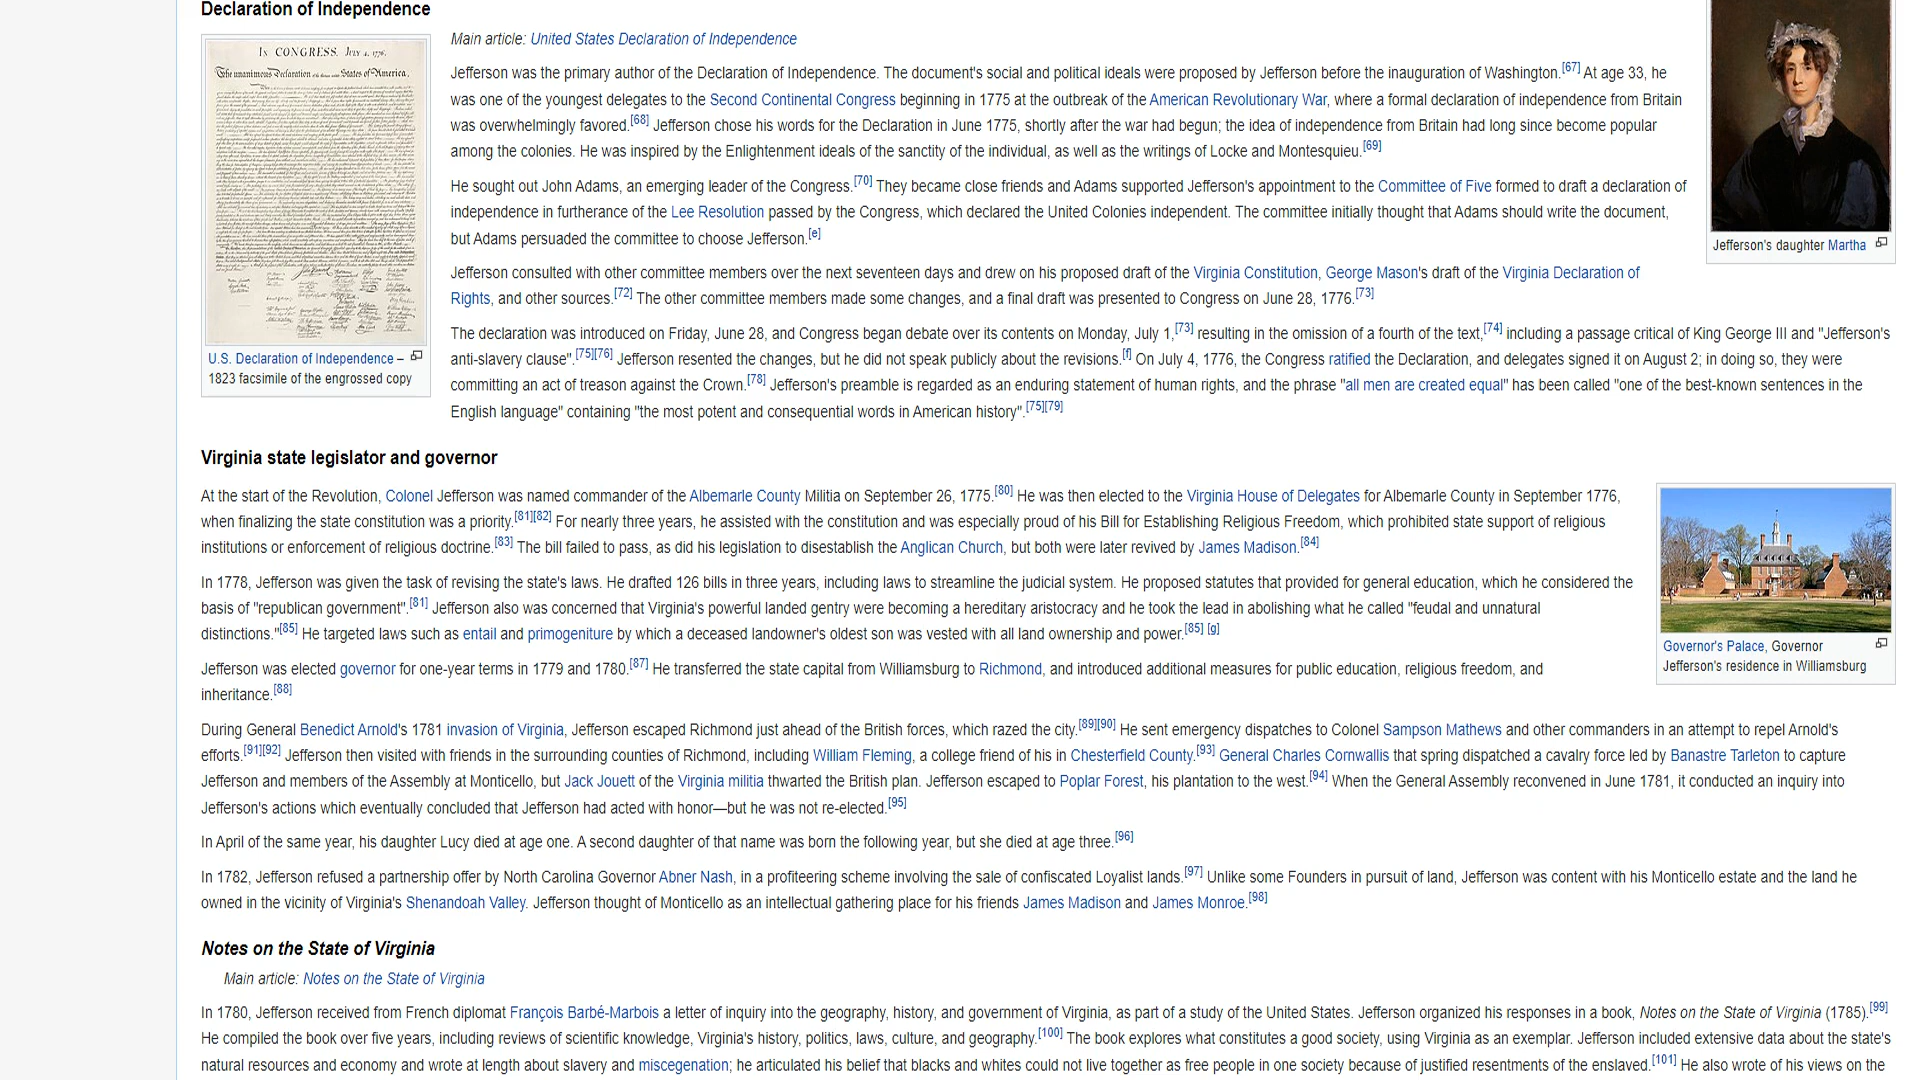 Declaration of Independence
Main article: United States Declaration of Independence
IN CONGRESS. JULY 4, 1776.
The unanimous Declaration of the thirteen united States of America,
U.S. Declaration of Independence –
1823 facsimile of the engrossed copy
Jefferson was the primary author of the Declaration of Independence. The document's social and political ideals were proposed by Jefferson before the inauguration of Washington.[67] At age 33, he
was one of the youngest delegates to the Second Continental Congress beginning in 1775 at the outbreak of the American Revolutionary War, where a formal declaration of independence from Britain
was overwhelmingly favored.[68] Jefferson chose his words for the Declaration in June 1775, shortly after the war had begun; the idea of independence from Britain had long since become popular
among the colonies. He was inspired by the Enlightenment ideals of the sanctity of the individual, as well as the writings of Locke and Montesquieu.[69]
He sought out John Adams, an emerging leader of the Congress.[70] They became close friends and Adams supported Jefferson's appointment to the Committee of Five formed to draft a declaration of
independence in furtherance of the Lee Resolution passed by the Congress, which declared the United Colonies independent. The committee initially thought that Adams should write the document,
but Adams persuaded the committee to choose Jefferson.[e]
Jefferson's daughter Martha
Jefferson consulted with other committee members over the next seventeen days and drew on his proposed draft of the Virginia Constitution, George Mason's draft of the Virginia Declaration of
Rights, and other sources.[72] The other committee members made some changes, and a final draft was presented to Congress on June 28, 1776.[73]
The declaration was introduced on Friday, June 28, and Congress began debate over its contents on Monday, July 1,[73] resulting in the omission of a fourth of the text,[74] including a passage critical of King George III and "Jefferson's
anti-slavery clause".[75][76] Jefferson resented the changes, but he did not speak publicly about the revisions.[f] On July 4, 1776, the Congress ratified the Declaration, and delegates signed it on August 2; in doing so, they were
committing an act of treason against the Crown.[78] Jefferson's preamble is regarded as an enduring statement of human rights, and the phrase "all men are created equal" has been called "one of the best-known sentences in the
English language" containing "the most potent and consequential words in American history".[75][79]
Virginia state legislator and governor
At the start of the Revolution, Colonel Jefferson was named commander of the Albemarle County Militia on September 26, 1775.[80] He was then elected to the Virginia House of Delegates for Albemarle County in September 1776,
when finalizing the state constitution was a priority.[81][82] For nearly three years, he assisted with the constitution and was especially proud of his Bill for Establishing Religious Freedom, which prohibited state support of religious
institutions or enforcement of religious doctrine.[83] The bill failed to pass, as did his legislation to disestablish the Anglican Church, but both were later revived by James Madison.[84]
In 1778, Jefferson was given the task of revising the state's laws. He drafted 126 bills in three years, including laws to streamline the judicial system. He proposed statutes that provided for general education, which he considered the
basis of "republican government".[81] Jefferson also was concerned that Virginia's powerful landed gentry were becoming a hereditary aristocracy and he took the lead in abolishing what he called "feudal and unnatural
distinctions."[85] He targeted laws such as entail and primogeniture by which a deceased landowner's oldest son was vested with all land ownership and power.[85] [g]
Governor's Palace, Governor
Jefferson's residence in Williamsburg
Jefferson was elected governor for one-year terms in 1779 and 1780.[87] He transferred the state capital from Williamsburg to Richmond, and introduced additional measures for public education, religious freedom, and
inheritance.[88]
During General Benedict Arnold's 1781 invasion of Virginia, Jefferson escaped Richmond just ahead of the British forces, which razed the city.[89][90] He sent emergency dispatches to Colonel Sampson Mathews and other commanders in an attempt to repel Arnold's
efforts.[91][92] Jefferson then visited with friends in the surrounding counties of Richmond, including William Fleming, a college friend of his in Chesterfield County.[93] General Charles Cornwallis that spring dispatched a cavalry force led by Banastre Tarleton to capture
Jefferson and members of the Assembly at Monticello, but Jack Jouett of the Virginia militia thwarted the British plan. Jefferson escaped to Poplar Forest, his plantation to the west.[94] When the General Assembly reconvened in June 1781, it conducted an inquiry into
Jefferson's actions which eventually concluded that Jefferson had acted with honor—but he was not re-elected.[95]
In April of the same year, his daughter Lucy died at age one. A second daughter of that name was born the following year, but she died at age three.[96]
In 1782, Jefferson refused a partnership offer by North Carolina Governor Abner Nash, in a profiteering scheme involving the sale of confiscated Loyalist lands.[97] Unlike some Founders in pursuit of land, Jefferson was content with his Monticello estate and the land he
owned in the vicinity of Virginia's Shenandoah Valley. Jefferson thought of Monticello as an intellectual gathering place for his friends James Madison and James Monroe.[98]
Notes on the State of Virginia
Main article: Notes on the State of Virginia
In 1780, Jefferson received from French diplomat François Barbé-Marbois a letter of inquiry into the geography, history, and government of Virginia, as part of a study of the United States. Jefferson organized his responses in a book, Notes on the State of Virginia (1785).[99]
He compiled the book over five years, including reviews of scientific knowledge, Virginia's history, politics, laws, culture, and geography.[100] The book explores what constitutes a good society, using Virginia as an exemplar. Jefferson included extensive data about the state's
natural resources and economy and wrote at length about slavery and miscegenation; he articulated his belief that blacks and whites could not live together as free people in one society because of justified resentments of the enslaved.[101] He also wrote of his views on the